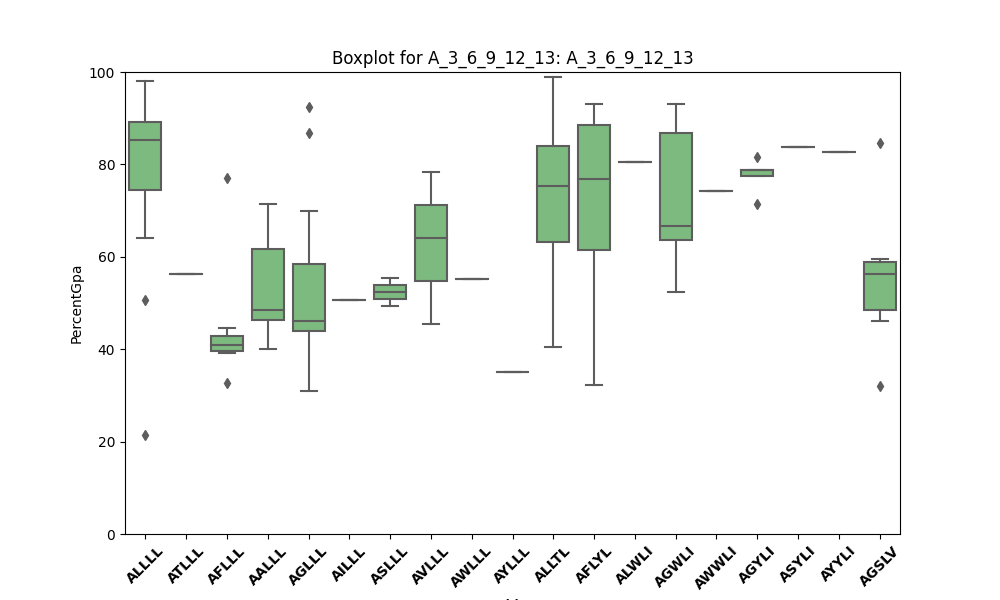 Boxplot for A_3_6_9_12_13: A_3_6_9_12_13
PercentGpa
100
80
60
40
20
0
ALLLL ATLLL AFLLL AALLL AGLLL AILLL ASLLL AVLLL AWLLL AYLLL ALLTL AFLYL ALWLI AGWLI AWWLI AGYLI ASYLI AYYLI AGSLV